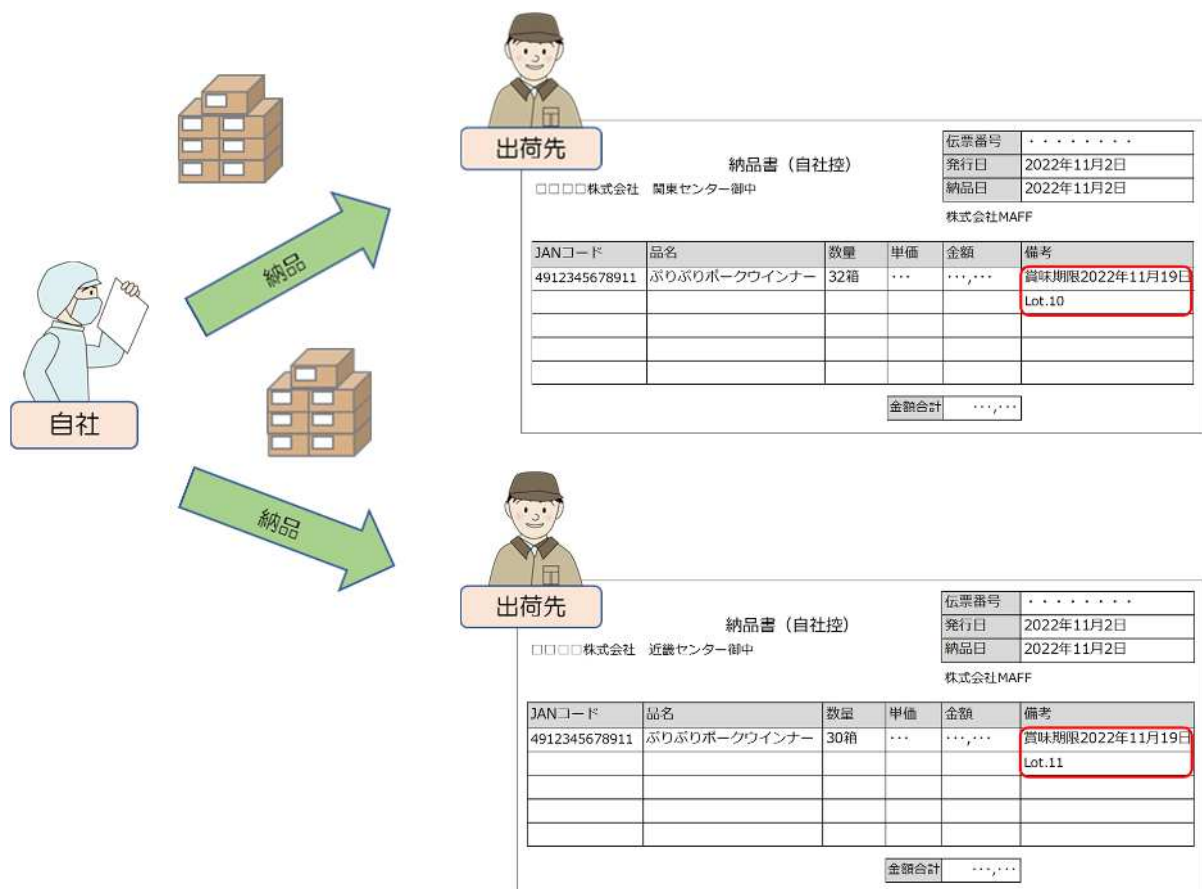 出荷先
納品書（自社控）
伝票番号 ・・・・・・・・
発行日 2022年11月2日
納品日 2022年11月2日
□□□□株式会社 関東センター御中
株式会社MAFF
JANコード 品名 数量 単価 金額 備考
4912345678911 ぷりぷりポークウインナー 32箱 ・・・ ・・・,・・・ 賞味期限2022年11月19日
Lot.10
金額合計 ・・・,・・・
納品
自社
納品
出荷先
納品書（自社控）
伝票番号 ・・・・・・・・
発行日 2022年11月2日
納品日 2022年11月2日
□□□□株式会社 近畿センター御中
株式会社MAFF
JANコード 品名 数量 単価 金額 備考
4912345678911 ぷりぷりポークウインナー 30箱 ・・・ ・・・,・・・ 賞味期限2022年11月19日
Lot.11
金額合計 ・・・,・・・